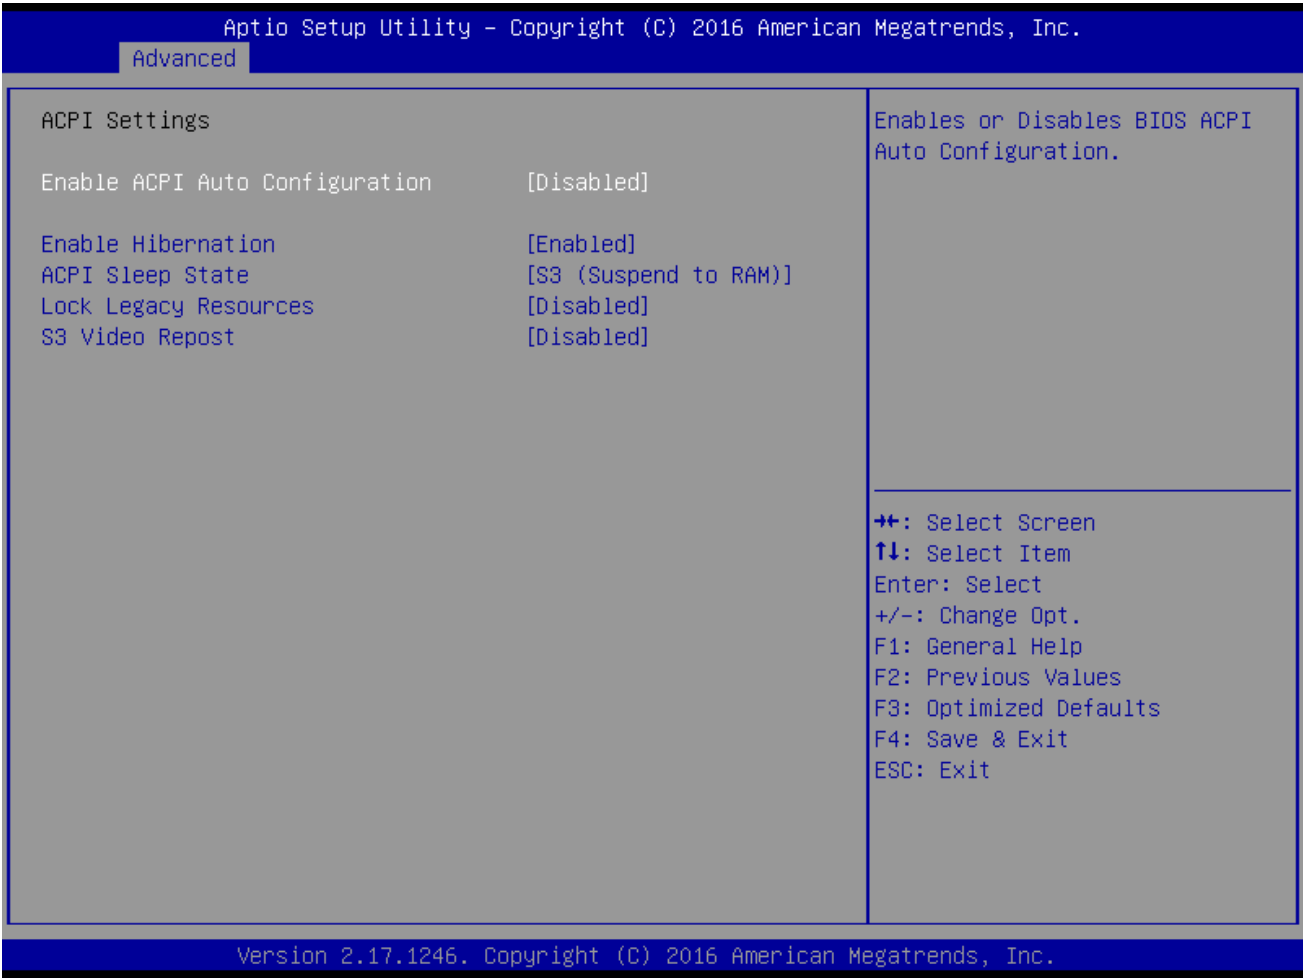 Aptio Setup Utility – Copyright (C) 2016 American Megatrends, Inc.
Advanced
ACPI Settings
Enable ACPI Auto Configuration [Disabled]
Enable Hibernation [Enabled]
ACPI Sleep State [S3 (Suspend to RAM)]
Lock Legacy Resources [Disabled]
S3 Video Repost [Disabled]
Enables or Disables BIOS ACPI
Auto Configuration.
→←: Select Screen
↑↓: Select Item
Enter: Select
+/-: Change Opt.
F1: General Help
F2: Previous Values
F3: Optimized Defaults
F4: Save & Exit
ESC: Exit
Version 2.17.1246. Copyright (C) 2016 American Megatrends, Inc.